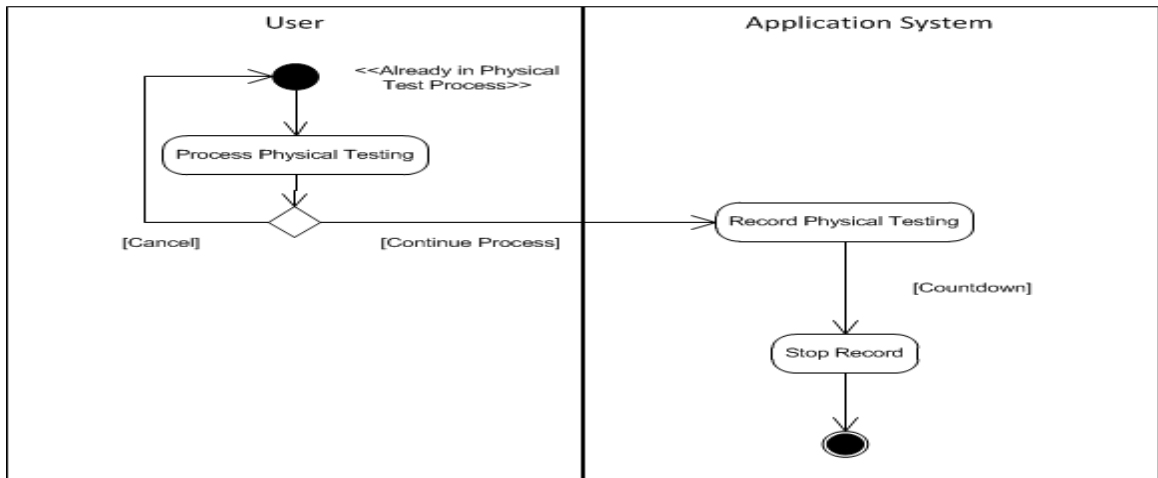 User
Application System
<<Already in Physical
Test Process>>
Process Physical Testing
[Cancel]
[Continue Process]
Record Physical Testing
[Countdown]
Stop Record